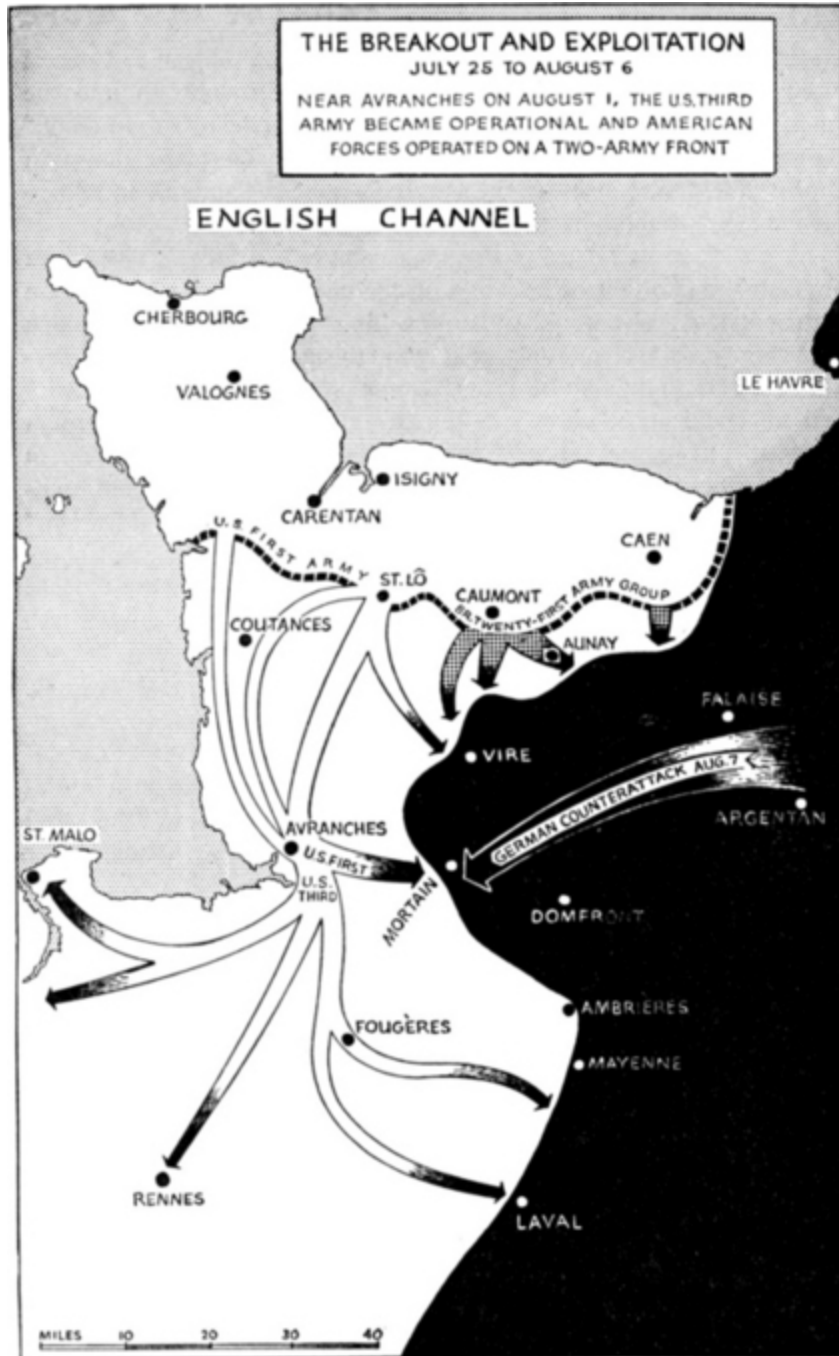 THE BREAKOUT AND EXPLOITATION
JULY 25 TO AUGUST 6
NEAR AVRANCHES ON AUGUST 1, THE U.S. THIRD
ARMY BECAME OPERATIONAL AND AMERICAN
FORCES OPERATED ON A TWO-ARMY FRONT
ENGLISH CHANNEL
CHERBOURG
VALOGNES
LE HAVRE
ISIGNY
CARENTAN
U.S. FIRST ARMY
CAEN
ST. LÔ
CAUMONT
BR. TWENTY-FIRST ARMY GROUP
COUTANCES
AUNAY
FALAISE
VIRE
GERMAN COUNTERATTACK AUG. 7
ARGENTAN
ST. MALO
AVRANCHES
U.S. FIRST
U.S.
THIRD
MORTAIN
DOMFRONT
AMBRIÈRES
FOUGÈRES
MAYENNE
RENNES
LAVAL
MILES 10 20 30 40